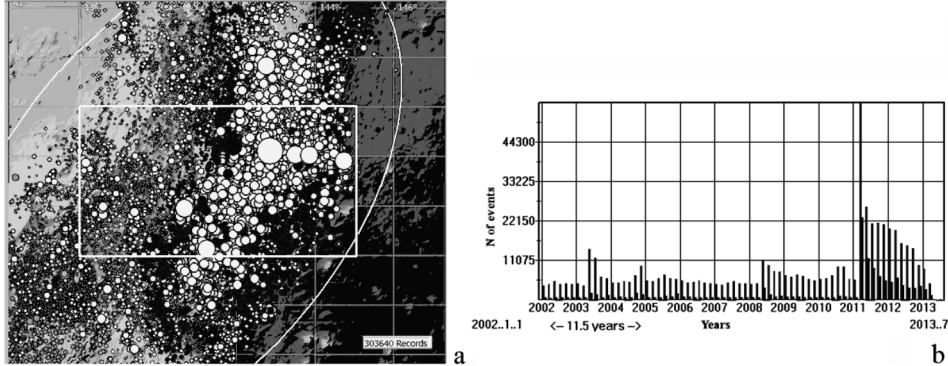 144° 146°
303640 Records
a
N of events
44300
33225
22150
11075
2002 2003 2004 2005 2006 2007 2008 2009 2010 2011 2012 2013
2002..1..1 <-- 11.5 years --> Years 2013..7
b